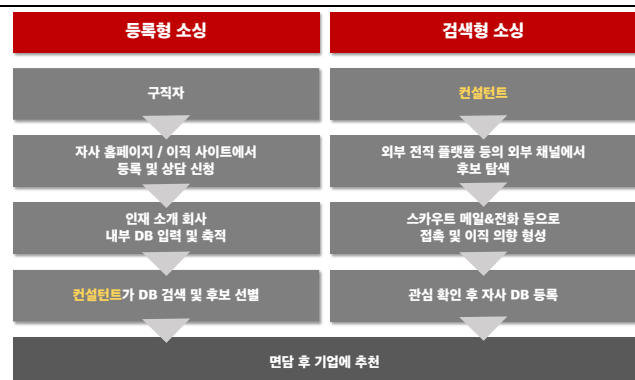 등록형 소싱
구직자
자사 홈페이지 / 이직 사이트에서
등록 및 상담 신청
인재 소개 회사
내부 DB 입력 및 축적
컨설턴트가 DB 검색 및 후보 선별
검색형 소싱
컨설턴트
외부 전직 플랫폼 등의 외부 채널에서
후보 탐색
스카우트 메일&전화 등으로
접촉 및 이직 의향 형성
관심 확인 후 자사 DB 등록
면담 후 기업에 추천